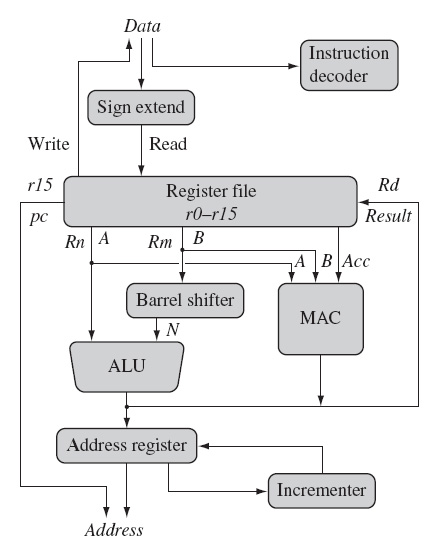 Data
Instruction
decoder
Sign extend
Write
Read
r15
pc
Register file
r0–r15
Rd
Result
Rn
A
Rm
B
A
B
Acc
Barrel shifter
N
MAC
ALU
Address register
Incrementer
Address